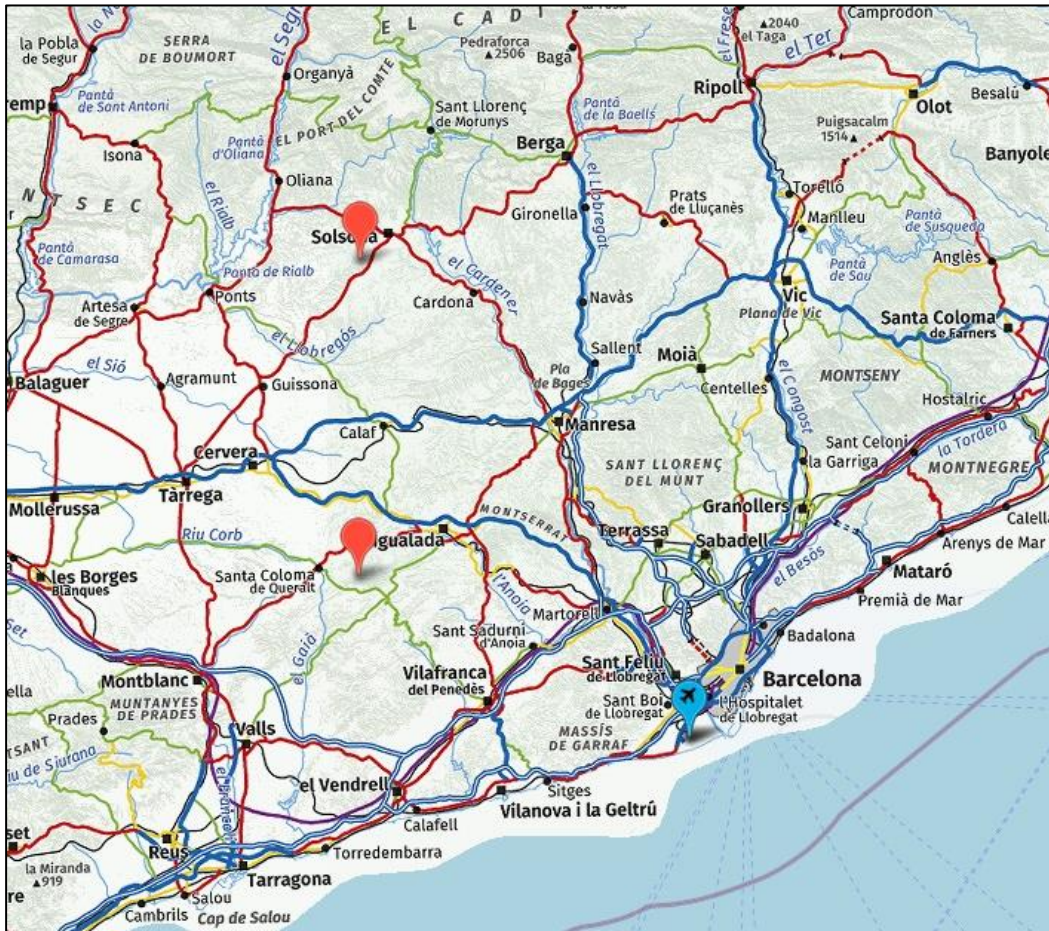 EL CADÍ
Camprodon
la Pobla
de Segur
SERRA
DE BOUMORT
el Segr
Organyà
EL PORT DEL COMTE
Pedraforca
▲2506
Bagà
el Frese
▲2040
el Taga
el Ter
Ripoll
Olot
Besalú
remp
Pantà
de Sant Antoni
Pantà
d'Oliana
Sant Llorenç
de Morunys
Pantà
de la Baells
Puigsacalm
1514▲
Banyole
Isona
Berga
NTSEC
el Rialb
Oliana
el Llobregat
Gironella
Prats
de Lluçanès
Torelló
Manlleu
Pantà
de Susqueda
Pantà
de Camarasa
el Cardener
Pantà
de Sau
Anglès
Pantà de Rialb
Ponts
Cardona
Navàs
Vic
Plana de Vic
Artesa
de Segre
Santa Coloma
de Farners
el Llobregós
el Sió
Sallent
Moià
Balaguer
Agramunt
Guissona
Pla
de Bages
Centelles
el Congost
MONTSENY
Hostalric
Calaf
Manresa
Cervera
Sant Celoni
la Tordera
la Garriga
MONTNEGRE
Tàrrega
SANT LLORENÇ
DEL MUNT
Mollerussa
Granollers
Calella
MONTSERRAT
Riu Corb
Igualada
Terrassa
Sabadell
el Besòs
Arenys de Mar
les Borges
Blanques
Santa Coloma
de Queralt
l'Anoia
Mataró
Premià de Mar
Martorell
Badalona
el Gaià
Sant Sadurní
d'Anoia
Montblanc
Vilafranca
del Penedès
Sant Feliu
de Llobregat
Barcelona
MUNTANYES
DE PRADES
Sant Boi
de Llobregat
l'Hospitalet
de Llobregat
Prades
Valls
MASSÍS
DE GARRAF
TSANT
iu de Siurana
el Vendrell
Sitges
Vilanova i la Geltrú
Calafell
set
Reus
la Miranda
▲919
Torredembarra
Tarragona
Salou
Cambrils
Cap de Salou